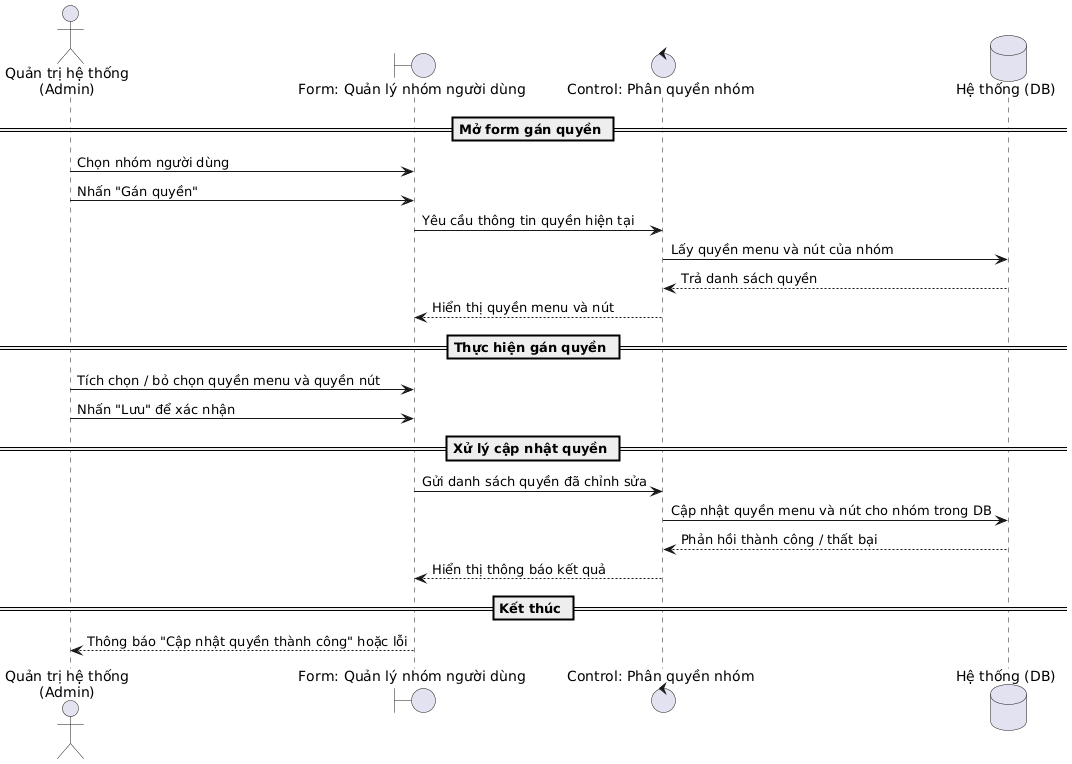 Quản trị hệ thống
(Admin)
Form: Quản lý nhóm người dùng
Control: Phân quyền nhóm
Hệ thống (DB)
Mở form gán quyền
Chọn nhóm người dùng
Nhấn "Gán quyền"
Yêu cầu thông tin quyền hiện tại
Lấy quyền menu và nút của nhóm
Trả danh sách quyền
Hiển thị quyền menu và nút
Thực hiện gán quyền
Tích chọn / bỏ chọn quyền menu và quyền nút
Nhấn "Lưu" để xác nhận
Xử lý cập nhật quyền
Gửi danh sách quyền đã chỉnh sửa
Cập nhật quyền menu và nút cho nhóm trong DB
Phản hồi thành công / thất bại
Hiển thị thông báo kết quả
Kết thúc
Thông báo "Cập nhật quyền thành công" hoặc lỗi
Quản trị hệ thống
(Admin)
Form: Quản lý nhóm người dùng
Control: Phân quyền nhóm
Hệ thống (DB)